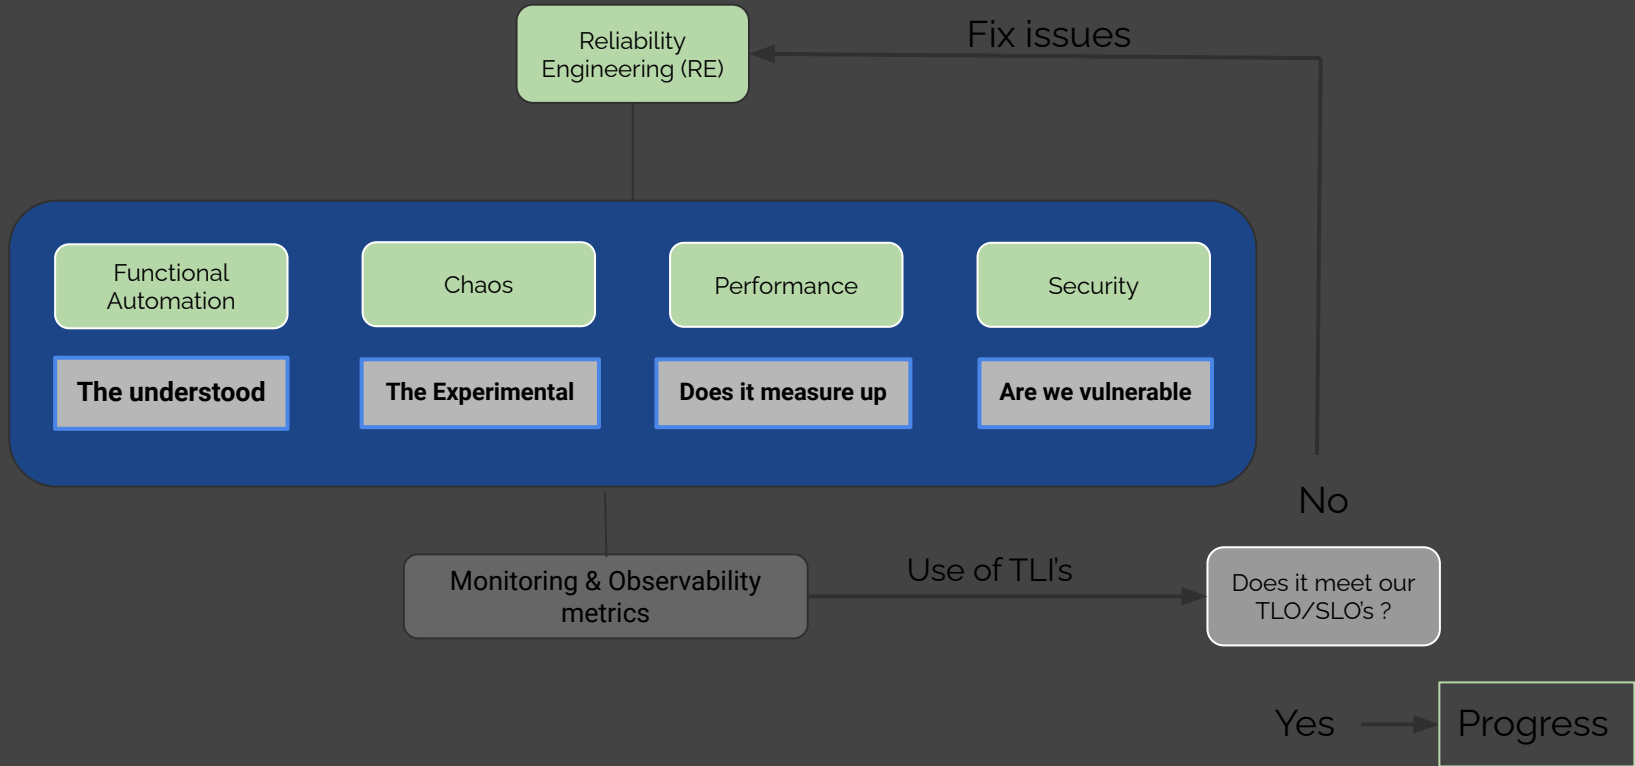 Reliability
Engineering (RE)
Fix issues
Functional
Automation
Chaos
Performance
Security
The understood
The Experimental
Does it measure up
Are we vulnerable
No
Monitoring & Observability
metrics
Use of TLI's
Does it meet our
TLO/SLO's ?
Yes
Progress